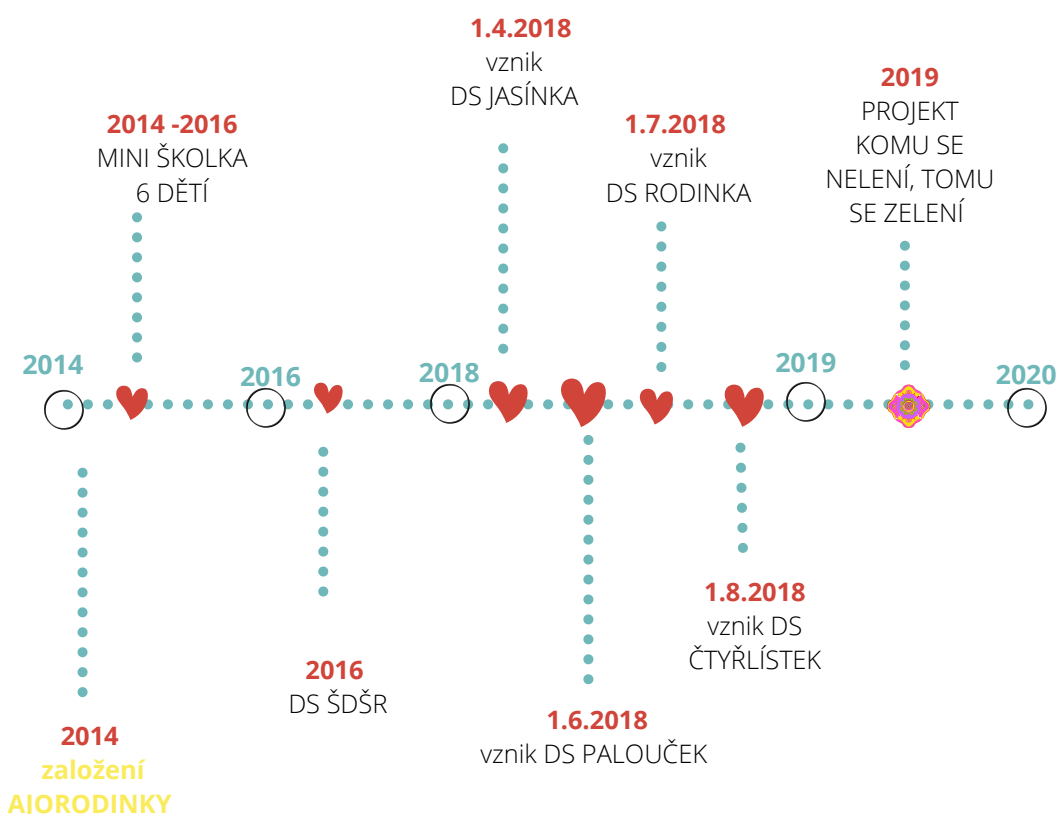 1.4.2018
vznik
DS JASÍNKA
2014 -2016
MINI ŠKOLKA
6 DĚTÍ
1.7.2018
vznik
DS RODINKA
2019
PROJEKT
KOMU SE
NELENÍ, TOMU
SE ZELENÍ
2014
2016
2018
2019
2020
2014
založení
AJORODINKY
2016
DS ŠDŠR
1.6.2018
vznik DS PALOUČEK
1.8.2018
vznik DS
ČTYŘLÍSTEK